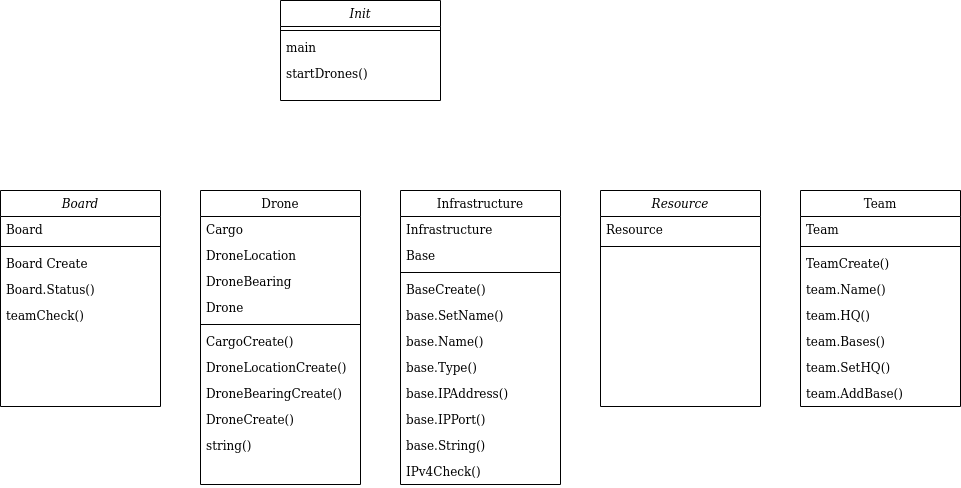 Init
main
startDrones()
Board
Board
Board Create
Board.Status()
teamCheck()
Drone
Cargo
DroneLocation
DroneBearing
Drone
CargoCreate()
DroneLocationCreate()
DroneBearingCreate()
DroneCreate()
string()
Infrastructure
Infrastructure
Base
BaseCreate()
base.SetName()
base.Name()
base.Type()
base.IPAddress()
base.IPPort()
base.String()
IPv4Check()
Resource
Resource
Team
Team
TeamCreate()
team.Name()
team.HQ()
team.Bases()
team.SetHQ()
team.AddBase()